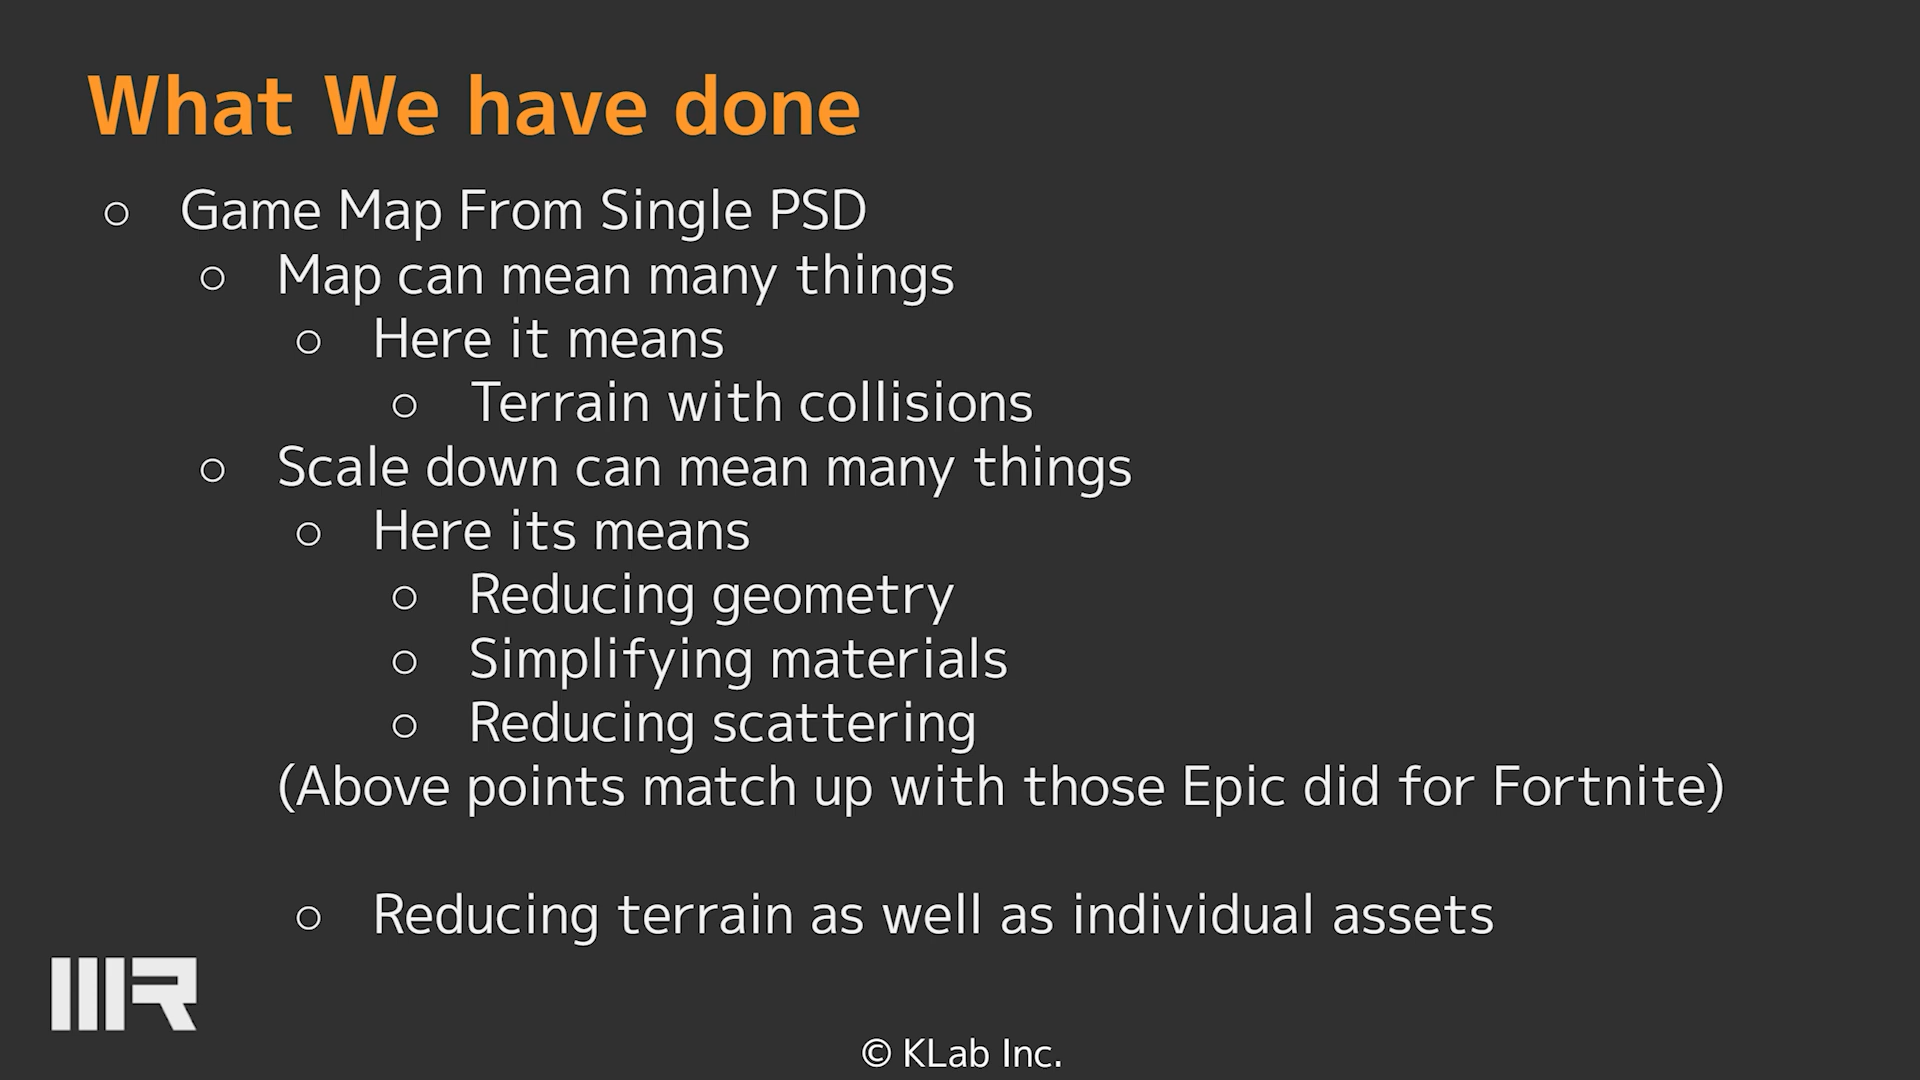 What We have done
○ Game Map From Single PSD
○ Map can mean many things
○ Here it means
○ Terrain with collisions
○ Scale down can mean many things
○ Here its means
○ Reducing geometry
○ Simplifying materials
○ Reducing scattering
(Above points match up with those Epic did for Fortnite)
○ Reducing terrain as well as individual assets
© KLab Inc.